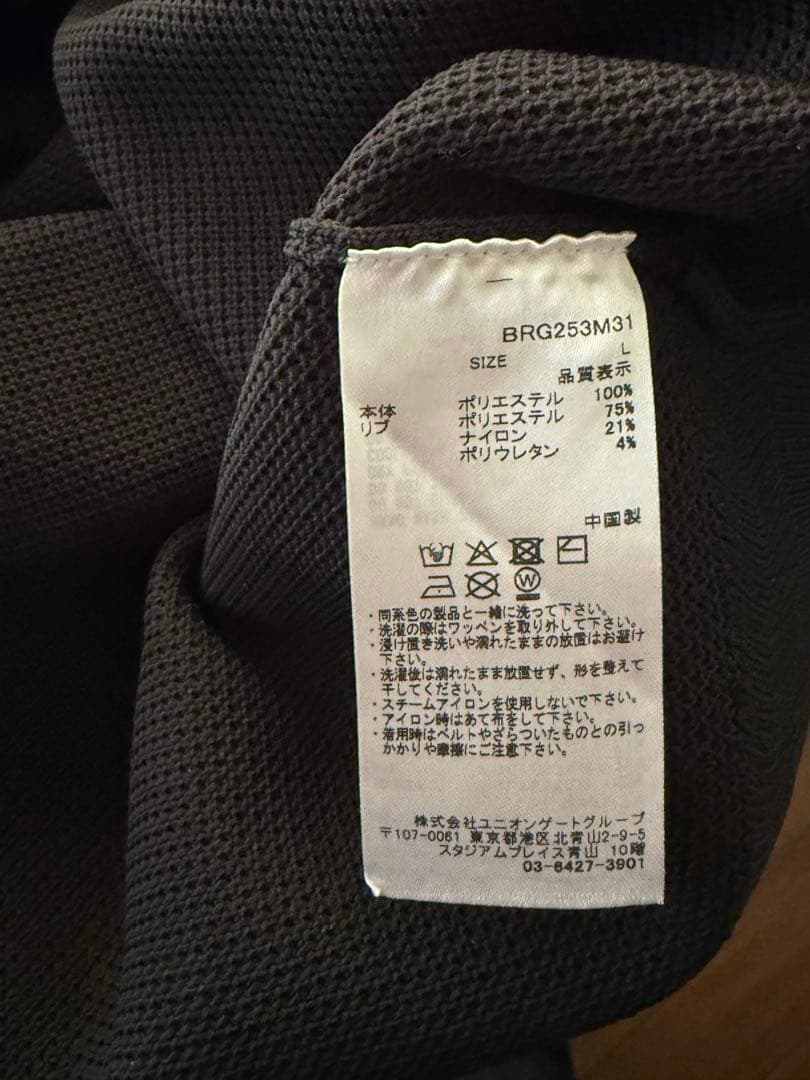 BRG253M31
SIZE L
品質表示
本体 ポリエステル 100%
リブ ポリエステル 75%
ナイロン 21%
ポリウレタン 4%
中国製
W
・同系色の製品と一緒に洗って下さい。
・洗濯の際はワッペンを取り外して下さい。
・浸け置き洗いや濡れたままの放置はお避け
下さい。
・洗濯後は濡れたまま放置せず、形を整えて
干してください。
・スチームアイロンを使用しないで下さい。
・アイロン時はあて布をして下さい。
・着用時はベルトやざらついたものとの引っ
かかりや摩擦にご注意下さい。
株式会社ユニオンゲートグループ
〒107-0061 東京都港区北青山2-9-5
スタジアムプレイス青山 10階
03-6427-3901